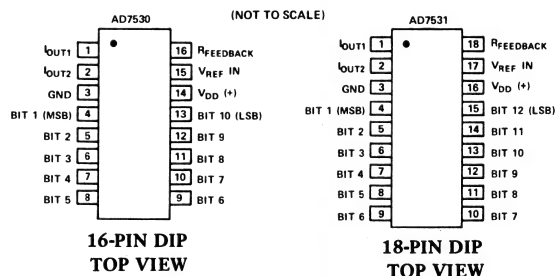 (NOT TO SCALE)
AD7530
IOUT1 1 16 RFEEDBACK
IOUT2 2 15 VREF IN
GND 3 14 VDD (+)
BIT 1 (MSB) 4 13 BIT 10 (LSB)
BIT 2 5 12 BIT 9
BIT 3 6 11 BIT 8
BIT 4 7 10 BIT 7
BIT 5 8 9 BIT 6
16-PIN DIP
TOP VIEW
AD7531
IOUT1 1 18 RFEEDBACK
IOUT2 2 17 VREF IN
GND 3 16 VDD (+)
BIT 1 (MSB) 4 15 BIT 12 (LSB)
BIT 2 5 14 BIT 11
BIT 3 6 13 BIT 10
BIT 4 7 12 BIT 9
BIT 5 8 11 BIT 8
BIT 6 9 10 BIT 7
18-PIN DIP
TOP VIEW